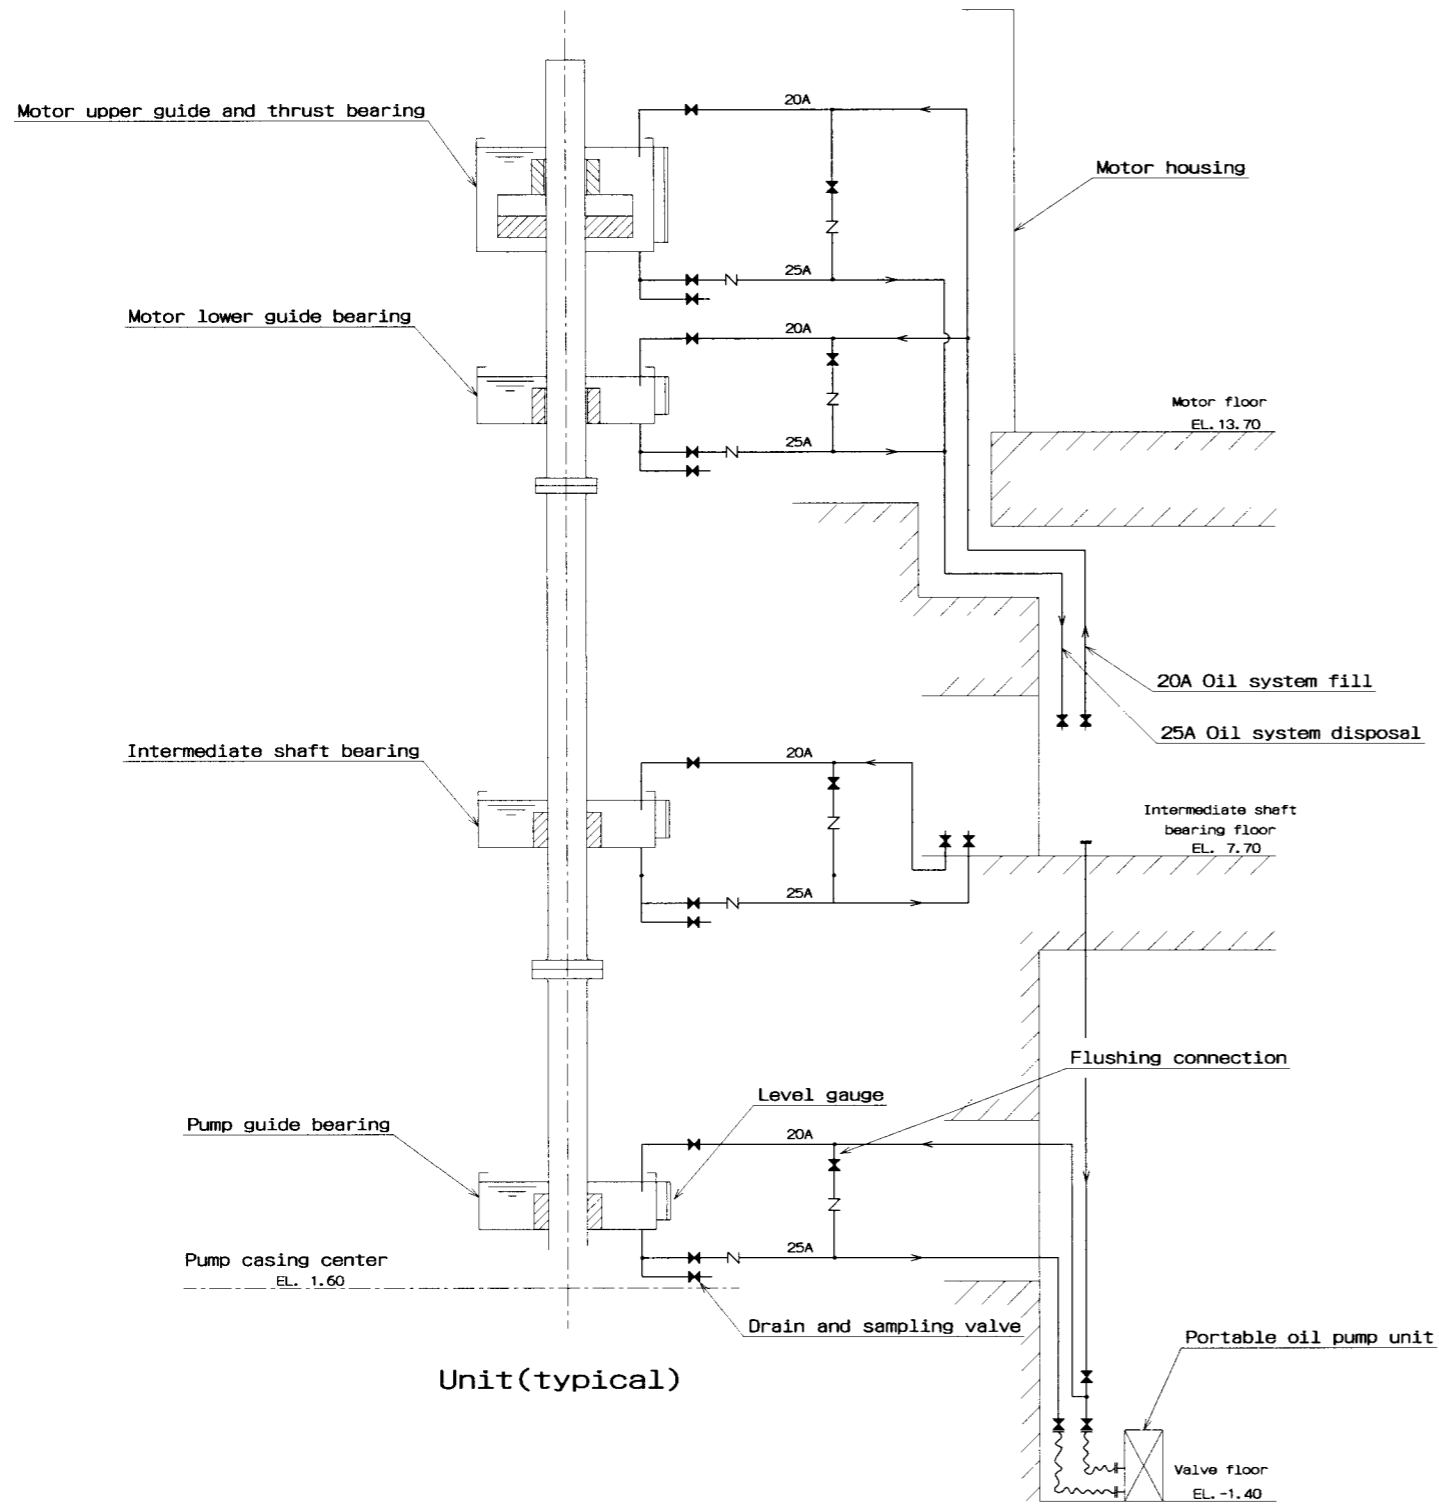 20A
Motor upper guide and thrust bearing
Motor housing
25A
Motor lower guide bearing
20A
Motor floor
EL.13.70
25A
20A Oil system fill
25A Oil system disposal
Intermediate shaft bearing
20A
Intermediate shaft
bearing floor
EL. 7.70
25A
Flushing connection
Level gauge
Pump guide bearing
20A
25A
Pump casing center
EL. 1.60
Drain and sampling valve
Portable oil pump unit
Unit(typical)
Valve floor
EL.-1.40